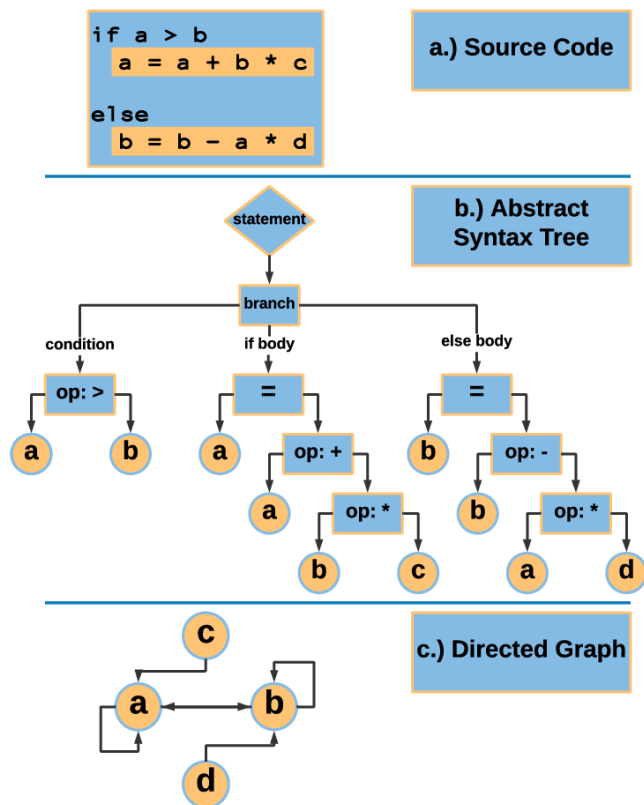 if a > b
a = a + b * c
else
b = b - a * d
a.) Source Code
b.) Abstract
Syntax Tree
statement
branch
condition
if body
else body
op: >
=
=
a
b
a
op: +
b
op: -
a
op: *
b
op: *
b
c
a
d
c.) Directed Graph
c
a
b
d